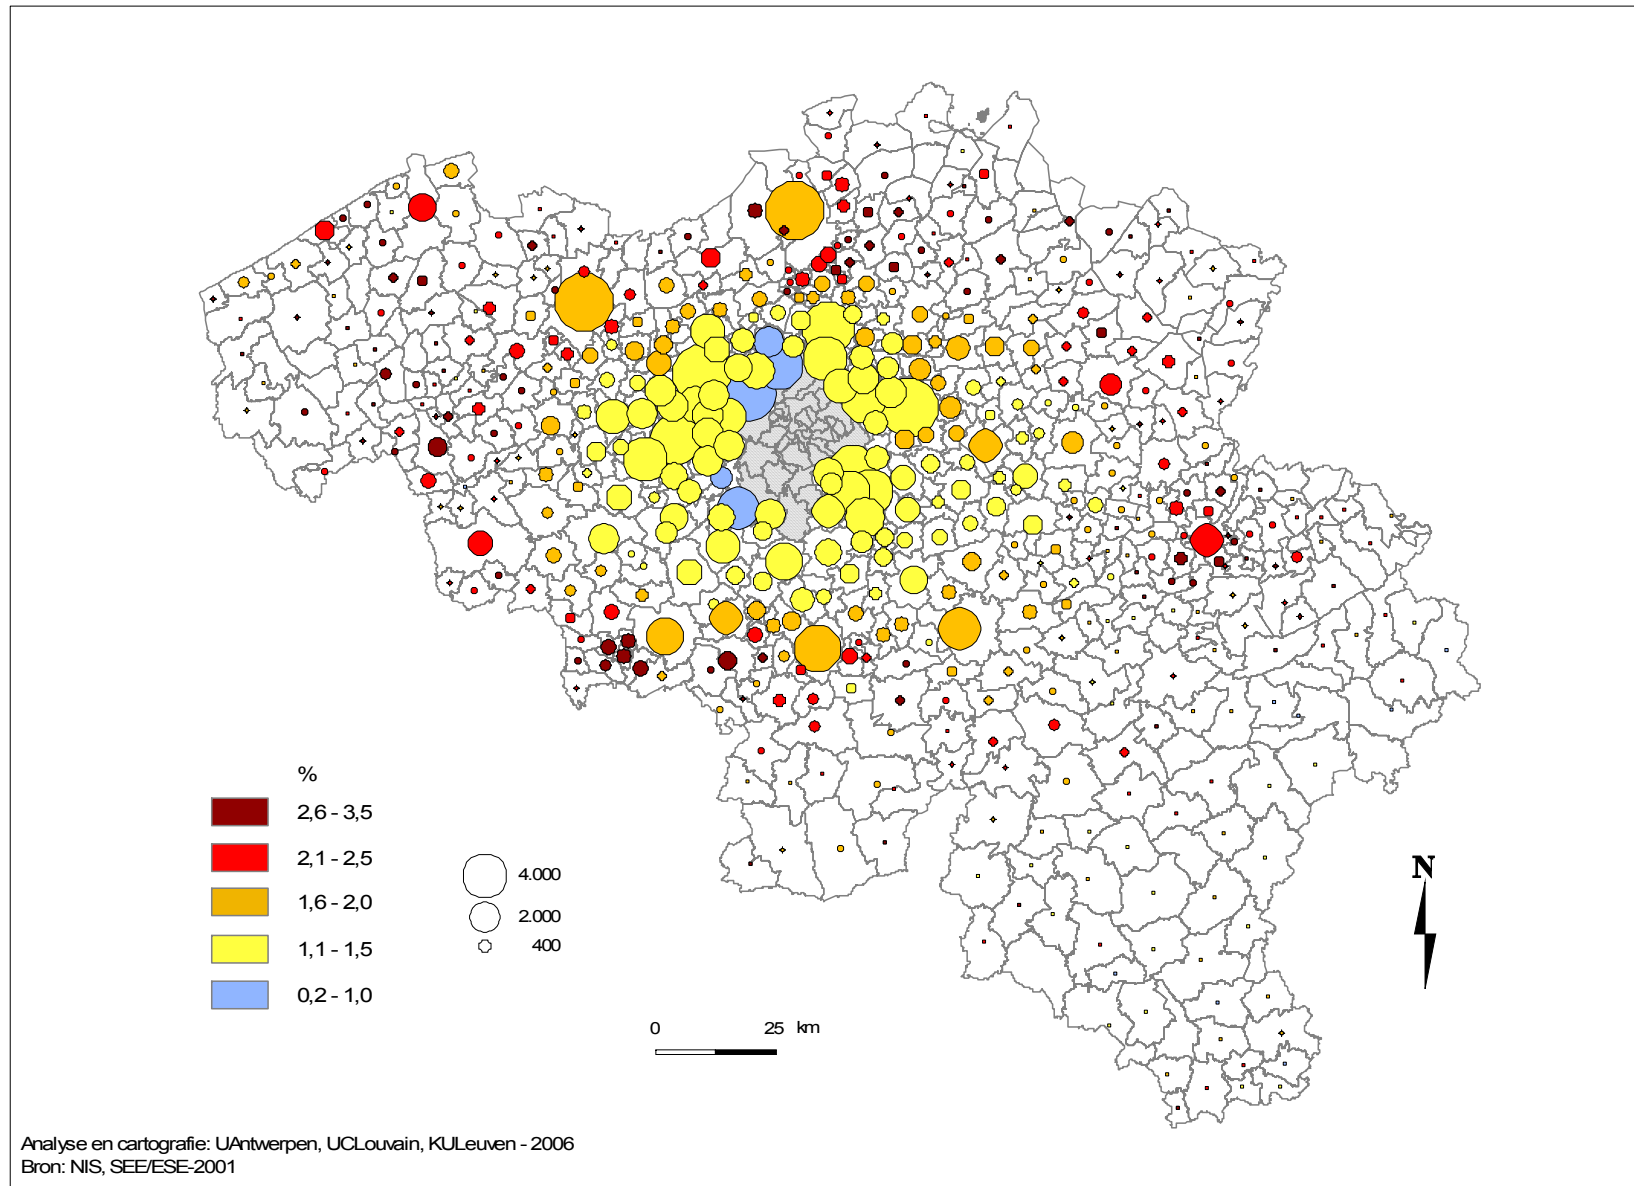 %
2,6 - 3,5
2,1 - 2,5
1,6 - 2,0
1,1 - 1,5
0,2 - 1,0
4.000
2.000
400
0 25 km
N
Analyse en cartografie: UAntwerpen, UCLouvain, KULeuven - 2006
Bron: NIS, SEE/ESE-2001